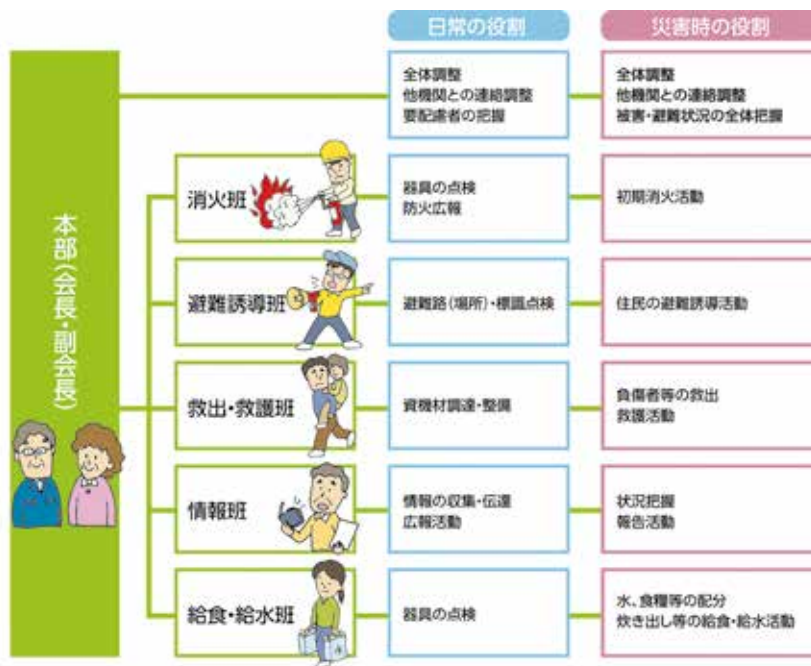 日常の役割
災害時の役割
本部(会長・副会長)
全体調整
他機関との連絡調整
要配慮者の把握
全体調整
他機関との連絡調整
被害・避難状況の全体把握
消火班
器具の点検
防火広報
初期消火活動
避難誘導班
避難路(場所)・標識点検
住民の避難誘導活動
救出・救護班
資機材調達・整備
負傷者等の救出
救護活動
情報班
情報の収集・伝達
広報活動
状況把握
報告活動
給食・給水班
器具の点検
水、食糧等の配分
炊き出し等の給食・給水活動